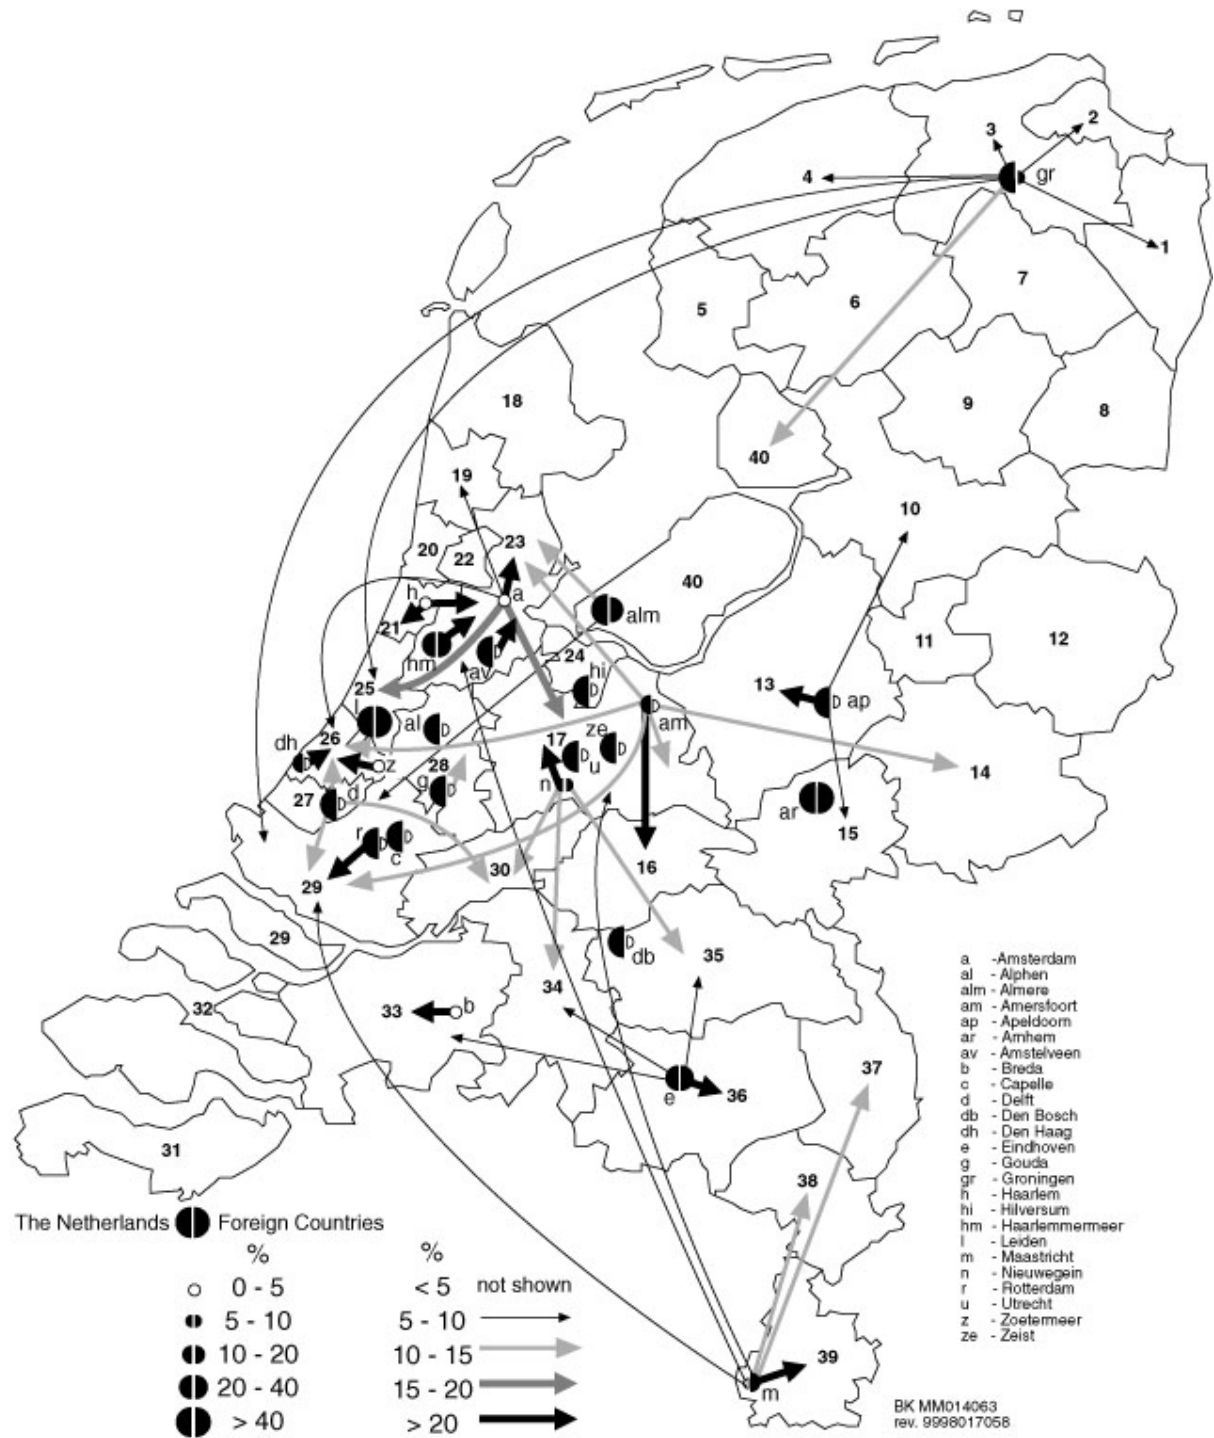 2
3
4
gr
1
7
5
6
18
9
8
40
19
10
20
22
23
40
h
a
alm
21
11
12
hm
av
24
hi
13
ap
25
l
al
ze
am
dh
26
17
u
z
28
n
14
27
d
g
ar
15
r
c
30
16
29
29
db
35
34
32
33
b
37
e
36
31
38
39
m
a - Amsterdam
al - Alphen
alm - Almere
am - Amersfoort
ap - Apeldoorn
ar - Arnhem
av - Amstelveen
b - Breda
c - Capelle
d - Delft
db - Den Bosch
dh - Den Haag
e - Eindhoven
g - Gouda
gr - Groningen
h - Haarlem
hi - Hilversum
hm - Haarlemmermeer
l - Leiden
m - Maastricht
n - Nieuwegein
r - Rotterdam
u - Utrecht
z - Zoetermeer
ze - Zeist
The Netherlands Foreign Countries
% %
0 - 5 < 5 not shown
5 - 10 5 - 10
10 - 20 10 - 15
20 - 40 15 - 20
> 40 > 20
BK MM014063
rev. 9998017058